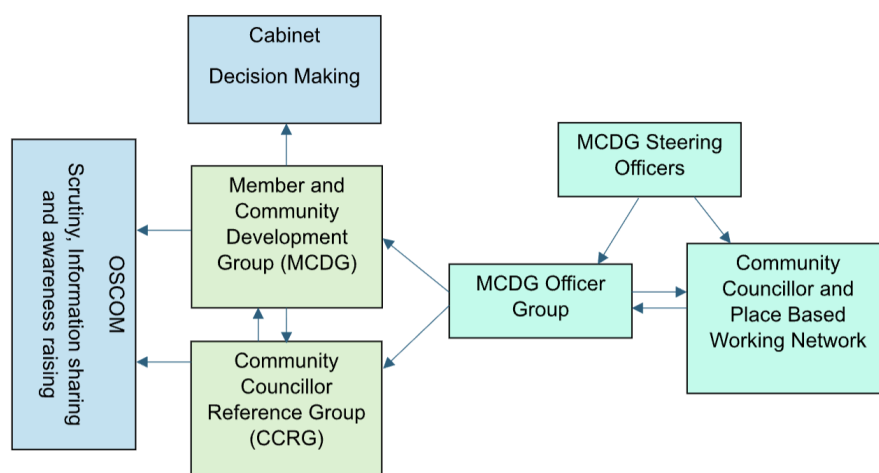 Cabinet
Decision Making
OSCOM
Scrutiny, Information sharing
and awareness raising
Member and
Community
Development
Group (MCDG)
Community
Councillor
Reference Group
(CCRG)
MCDG Steering
Officers
MCDG Officer
Group
Community
Councillor and
Place Based
Working Network